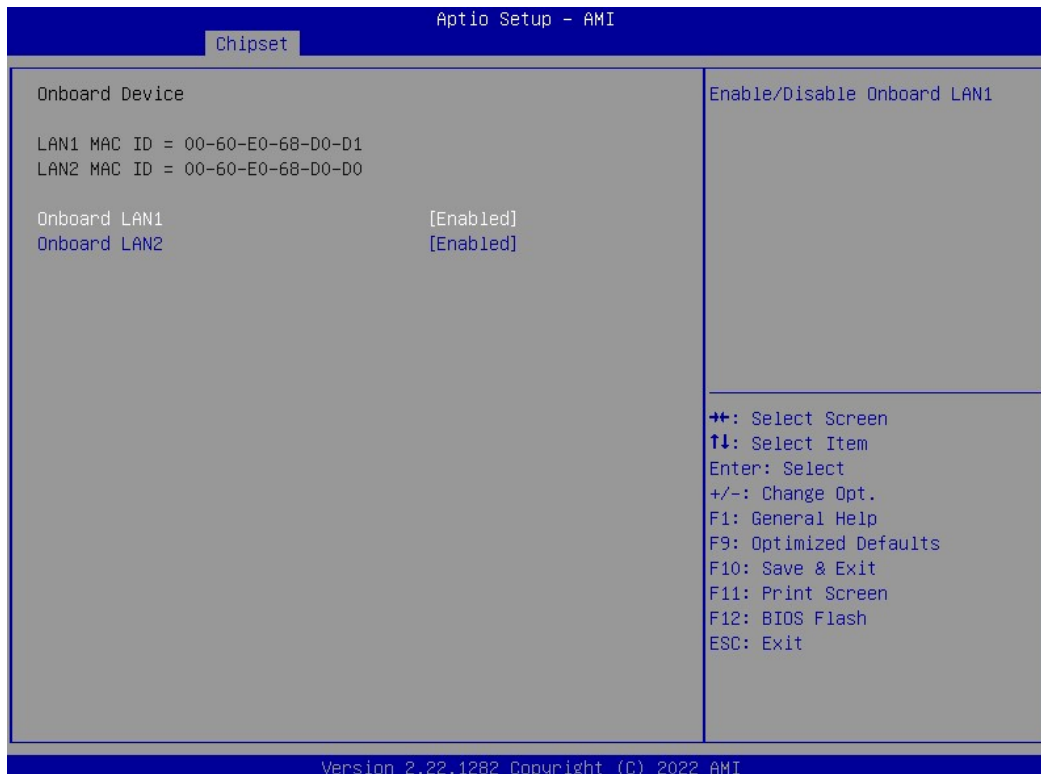 Aptio Setup – AMI
Chipset
Onboard Device
LAN1 MAC ID = 00-60-E0-68-D0-D1
LAN2 MAC ID = 00-60-E0-68-D0-D0
Onboard LAN1 [Enabled]
Onboard LAN2 [Enabled]
Enable/Disable Onboard LAN1
→←: Select Screen
↑↓: Select Item
Enter: Select
+/-: Change Opt.
F1: General Help
F9: Optimized Defaults
F10: Save & Exit
F11: Print Screen
F12: BIOS Flash
ESC: Exit
Version 2.22.1282 Copyright (C) 2022 AMI